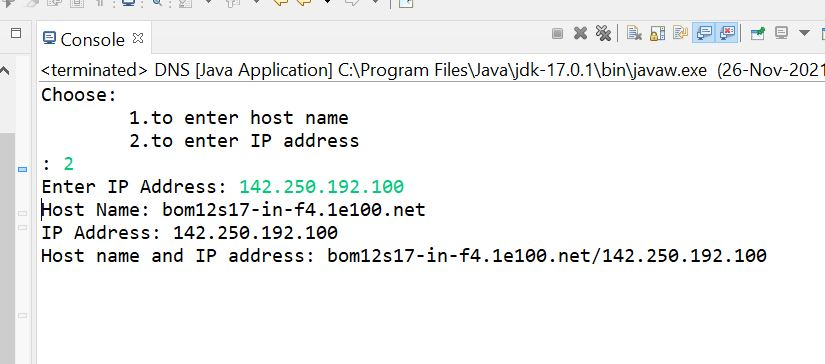 Console
<terminated> DNS [Java Application] C:\Program Files\Java\jdk-17.0.1\bin\javaw.exe (26-Nov-2021
Choose:
1.to enter host name
2.to enter IP address
: 2
Enter IP Address: 142.250.192.100
Host Name: bom12s17-in-f4.1e100.net
IP Address: 142.250.192.100
Host name and IP address: bom12s17-in-f4.1e100.net/142.250.192.100